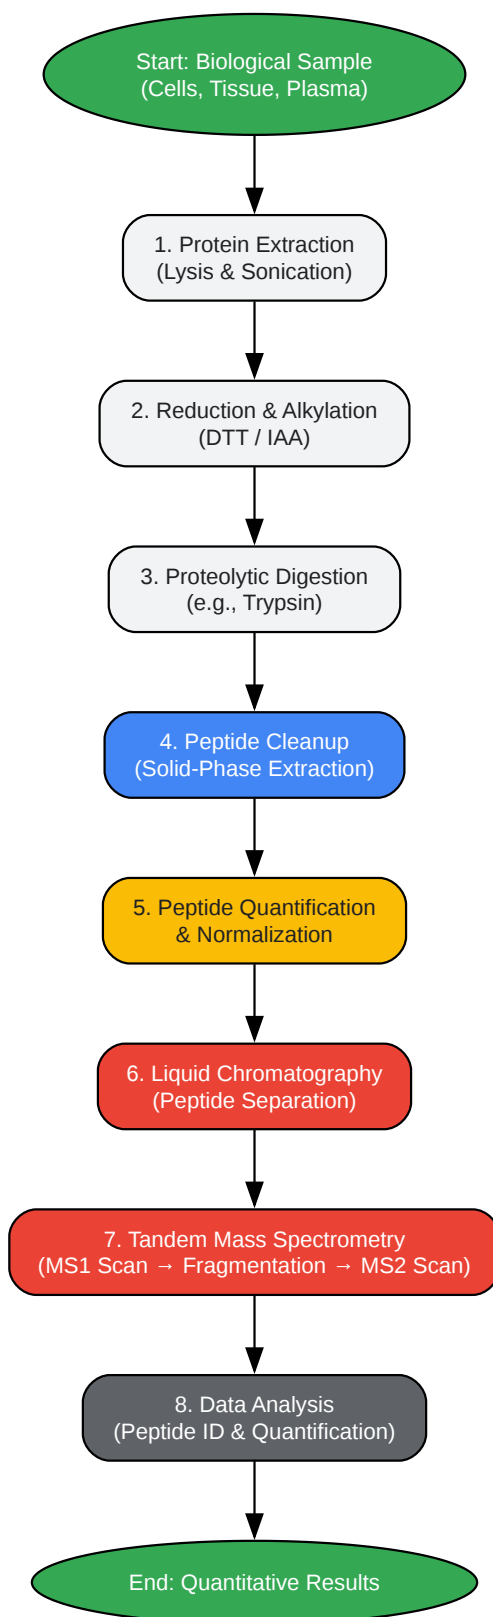 Start: Biological Sample
(Cells, Tissue, Plasma)
1. Protein Extraction
(Lysis & Sonication)
2. Reduction & Alkylation
(DTT / IAA)
3. Proteolytic Digestion
(e.g., Trypsin)
4. Peptide Cleanup
(Solid-Phase Extraction)
5. Peptide Quantification
& Normalization
6. Liquid Chromatography
(Peptide Separation)
7. Tandem Mass Spectrometry
(MS1 Scan → Fragmentation → MS2 Scan)
8. Data Analysis
(Peptide ID & Quantification)
End: Quantitative Results